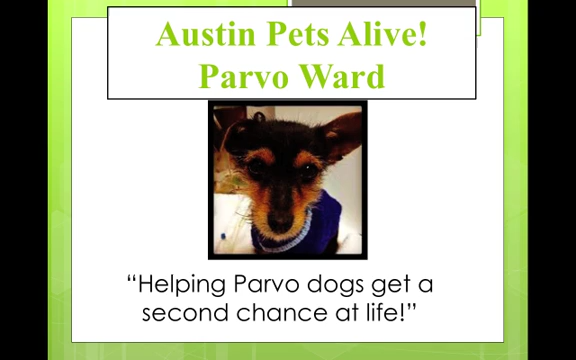 Austin Pets Alive!
Parvo Ward
“Helping Parvo dogs get a
second chance at life!”